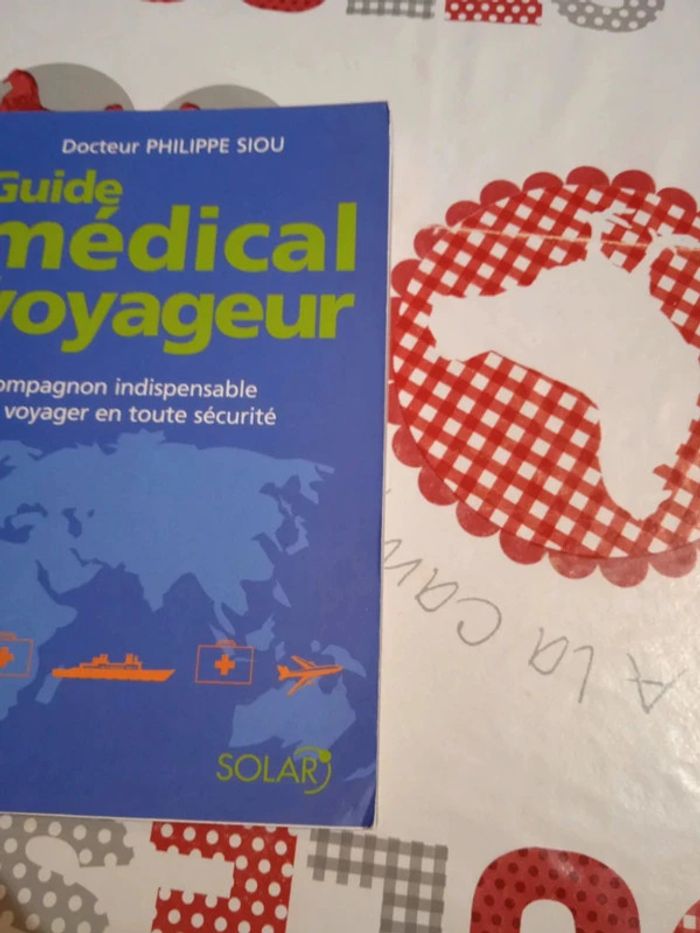 Docteur PHILIPPE SIOU
Guide
médical
voyageur
ompagnon indispensable
voyager en toute sécurité
SOLAR
A la Cam